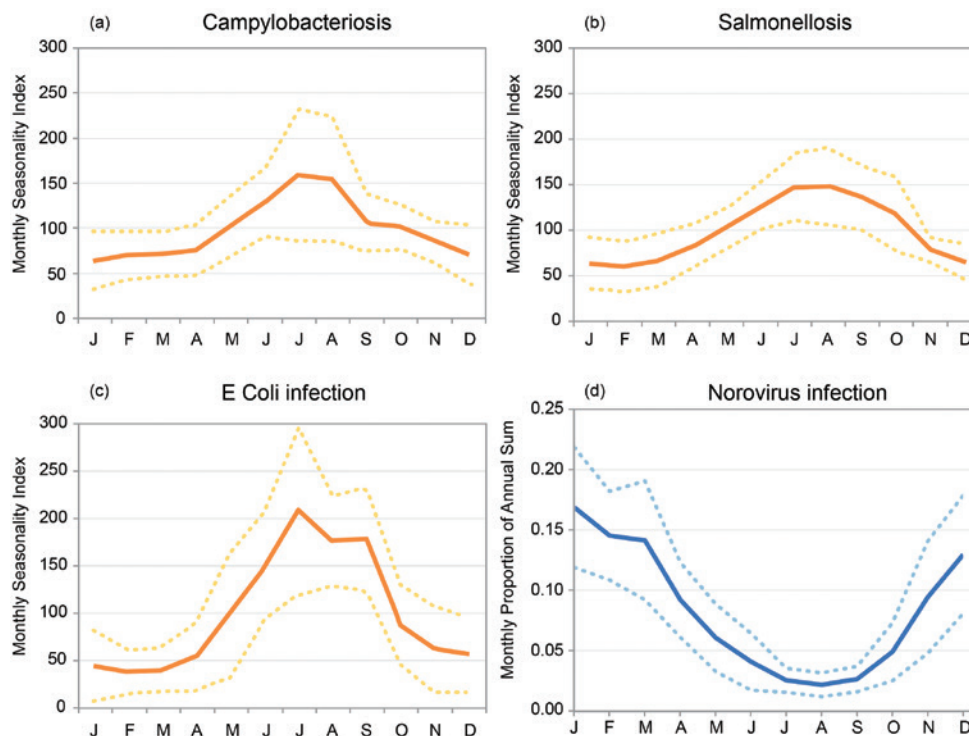 (a) Campylobacteriosis
Monthly Seasonality Index
300
250
200
150
100
50
0
J F M A M J J A S O N D
(b) Salmonellosis
Monthly Seasonality Index
300
250
200
150
100
50
0
J F M A M J J A S O N D
(c) E Coli infection
Monthly Seasonality Index
300
250
200
150
100
50
0
J F M A M J J A S O N D
(d) Norovirus infection
Monthly Proportion of Annual Sum
0.25
0.20
0.15
0.10
0.05
0.00
J F M A M J J A S O N D